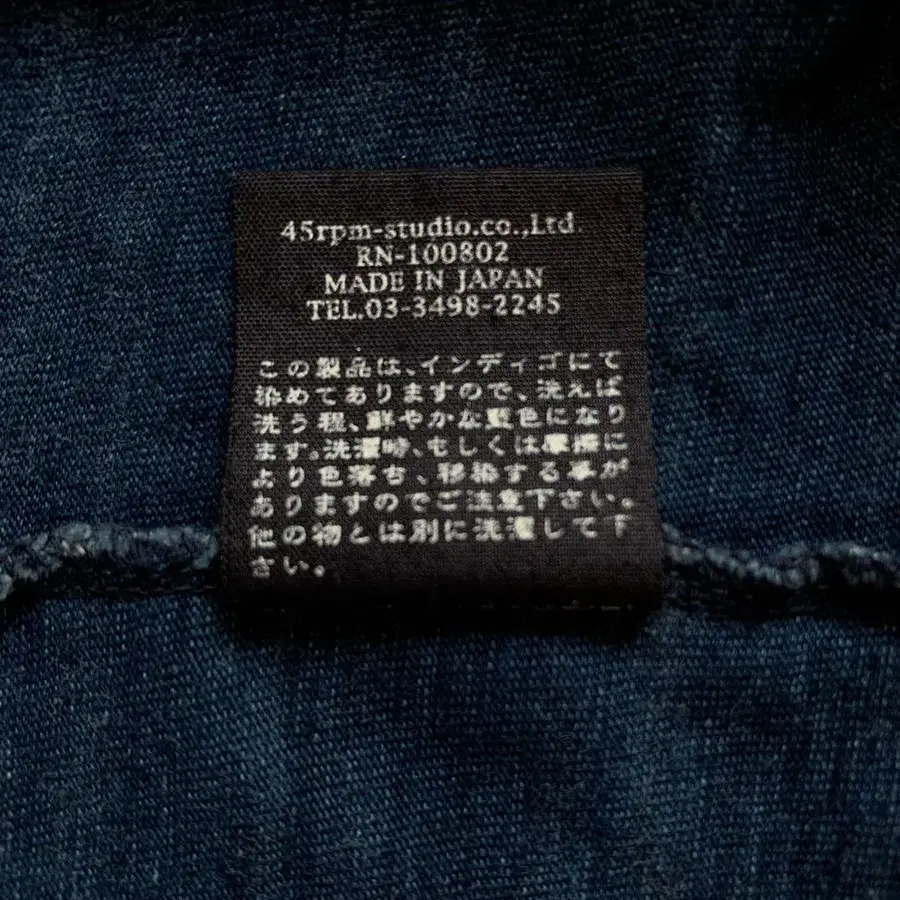 45rpm-studio.co.,Ltd.
RN-100802
MADE IN JAPAN
TEL.03-3498-2245
この製品は、インディゴにて
染めてありますので、洗えば
洗う程、鮮やかな藍色になり
ます。洗濯時、もしくは摩擦に
より色落ち、移染する事が
ありますのでご注意下さい。
他の物とは別に洗濯して下
さい。